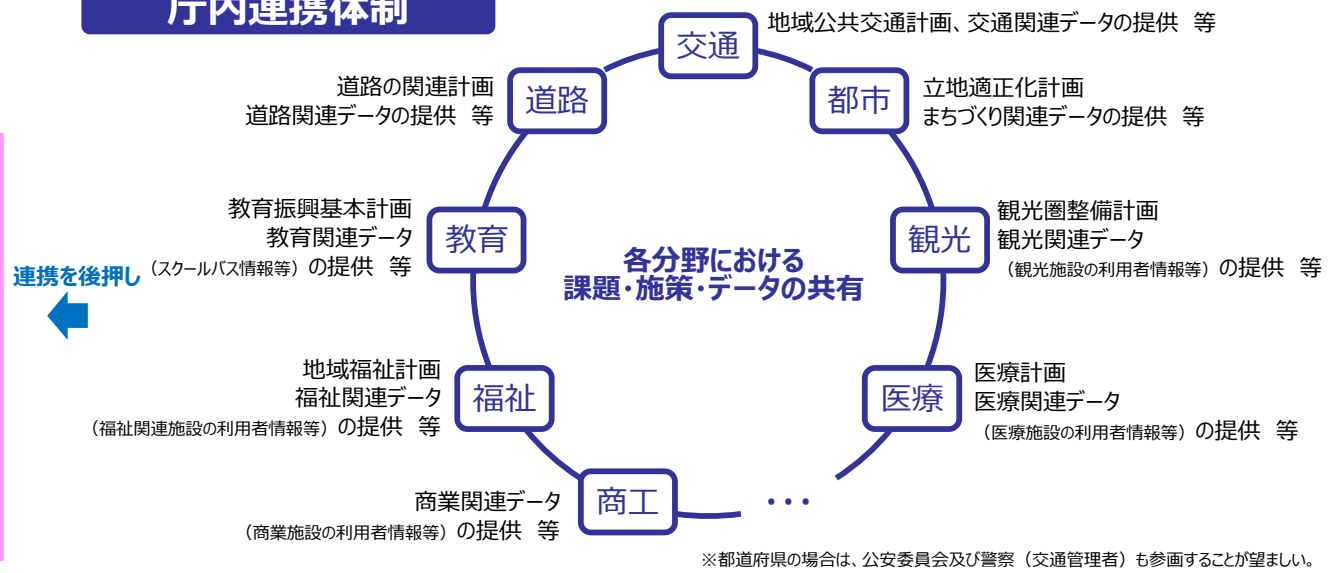 庁内連携体制
交通
地域公共交通計画、交通関連データの提供 等
道路の関連計画
道路関連データの提供 等
道路
都市
立地適正化計画
まちづくり関連データの提供 等
教育振興基本計画
教育関連データ
（スクールバス情報等）の提供 等
教育
観光
観光圏整備計画
観光関連データ
（観光施設の利用者情報等）の提供 等
各分野における
課題・施策・データの共有
連携を後押し
地域福祉計画
福祉関連データ
（福祉関連施設の利用者情報等）の提供 等
福祉
医療
医療計画
医療関連データ
（医療施設の利用者情報等）の提供 等
商業関連データ
（商業施設の利用者情報等）の提供 等
商工
・・・
※都道府県の場合は、公安委員会及び警察（交通管理者）も参画することが望ましい。